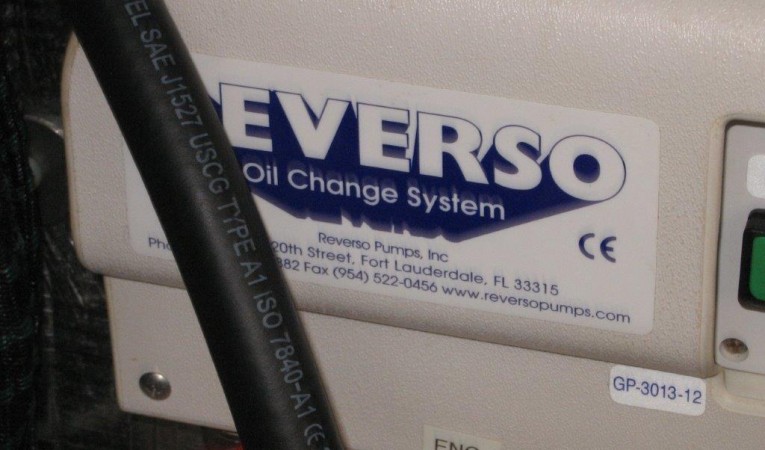 EL SAE J1527 USCG TYPE A1 ISO 7840-A1 CE
EVERSO
Oil Change System
CE
Reverso Pumps, Inc
20th Street, Fort Lauderdale, FL 33315
Fax (954) 522-0456 www.reversopumps.com
GP-3013-12